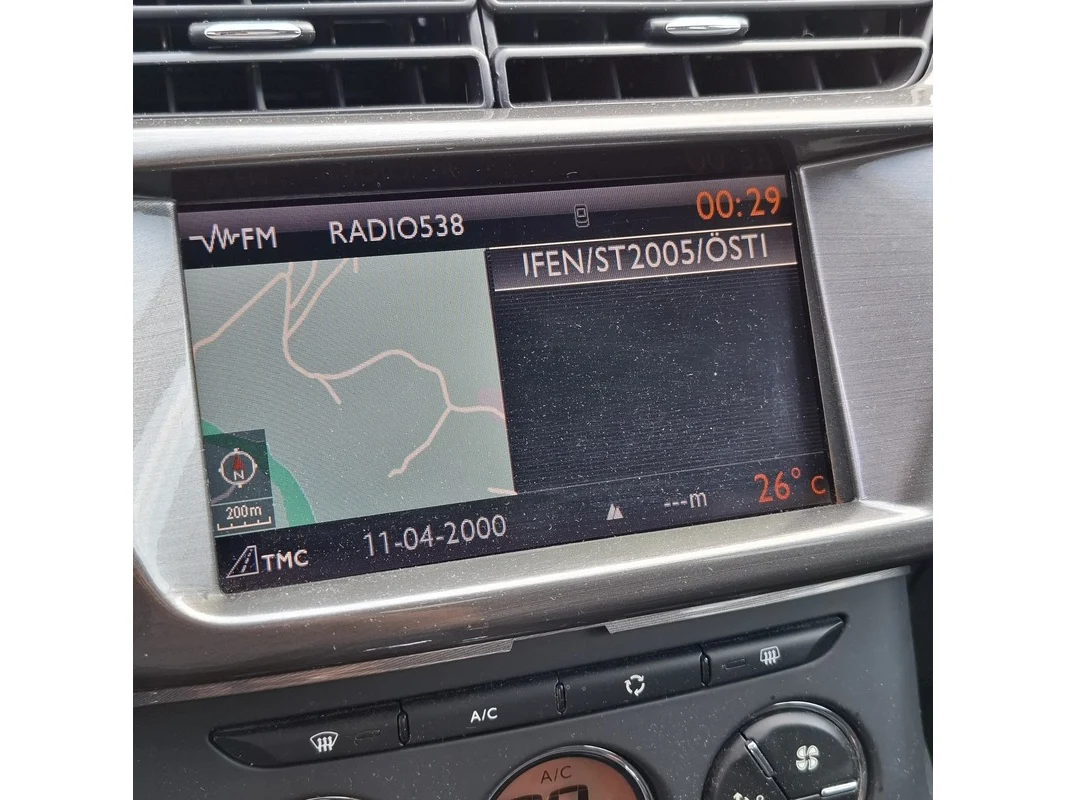 FM RADIO538 00:29
IFEN/ST2005/ÖSTI
N
200m
TMC 11-04-2000 ---m 26° C
A/C
A/C